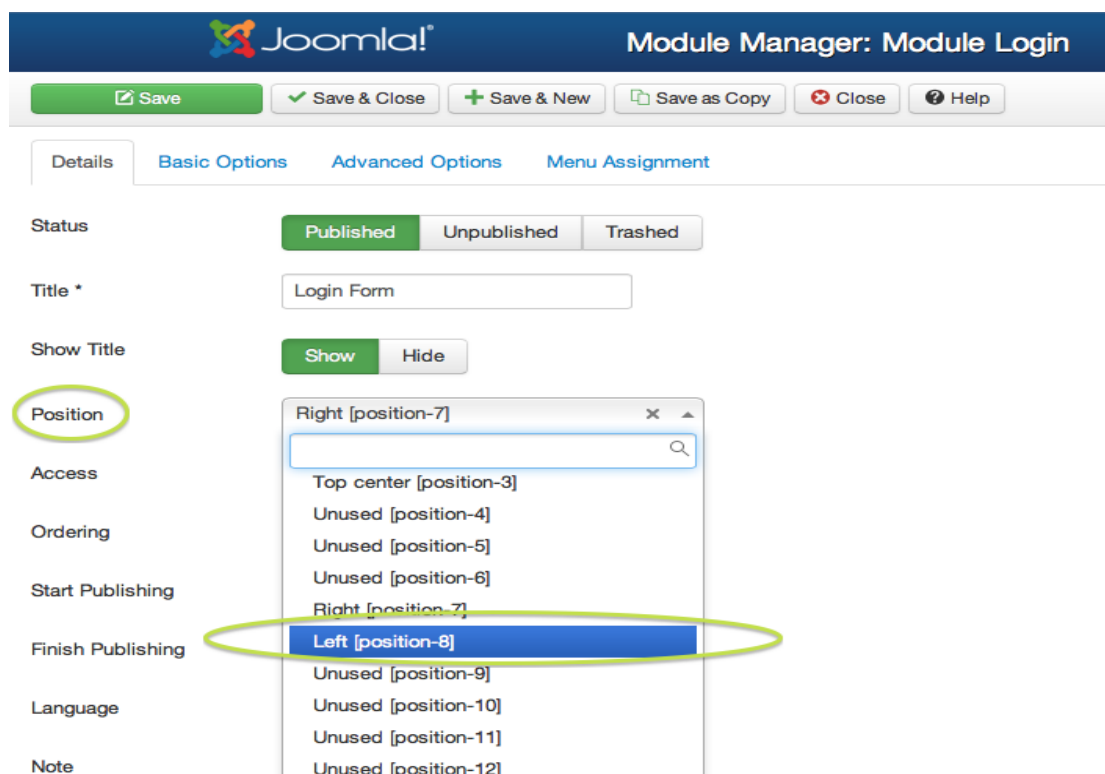 Joomla!® Module Manager: Module Login
Save Save & Close Save & New Save as Copy Close Help
Details Basic Options Advanced Options Menu Assignment
Status Published Unpublished Trashed
Title * Login Form
Show Title Show Hide
Position Right [position-7]
Access
Top center [position-3]
Unused [position-4]
Ordering
Unused [position-5]
Unused [position-6]
Start Publishing
Right [position-7]
Left [position-8]
Finish Publishing
Unused [position-9]
Language
Unused [position-10]
Unused [position-11]
Note
Unused [position-12]